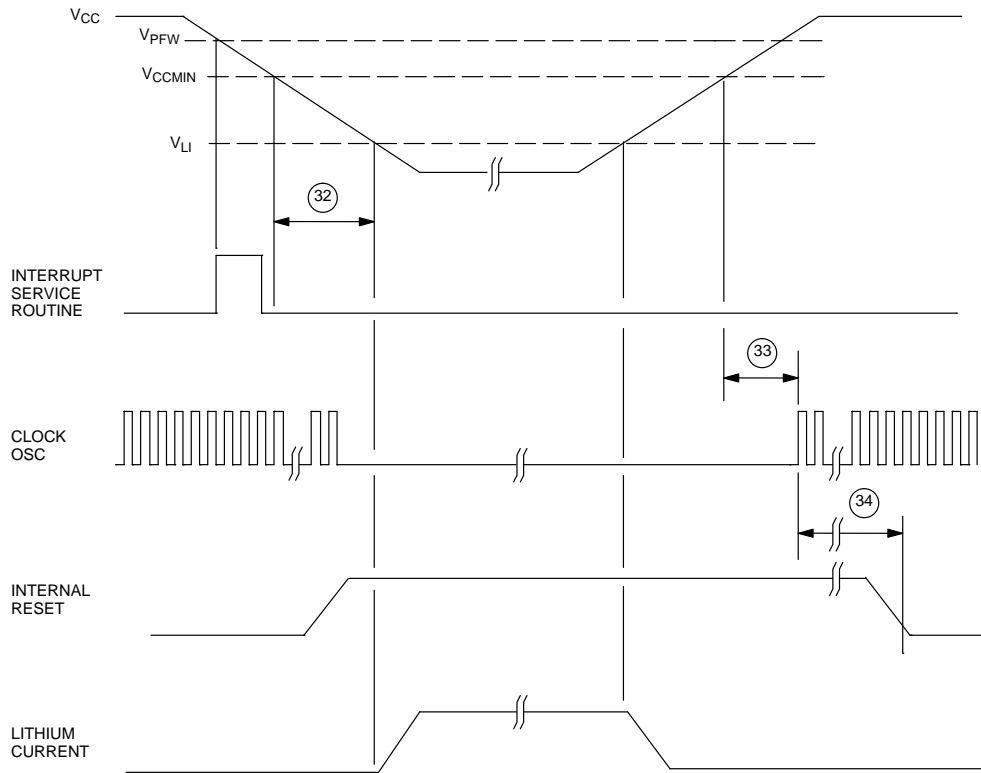 VCC
VPFW
VCCMIN
VLI
32
INTERRUPT
SERVICE
ROUTINE
33
CLOCK
OSC
34
INTERNAL
RESET
LITHIUM
CURRENT